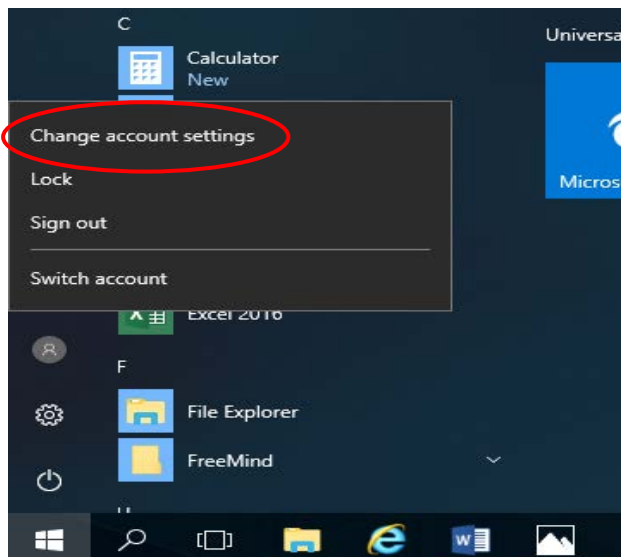 C
Universa
Calculator
New
Change account settings
Lock
Micros
Sign out
Switch account
Excel 2016
F
File Explorer
FreeMind